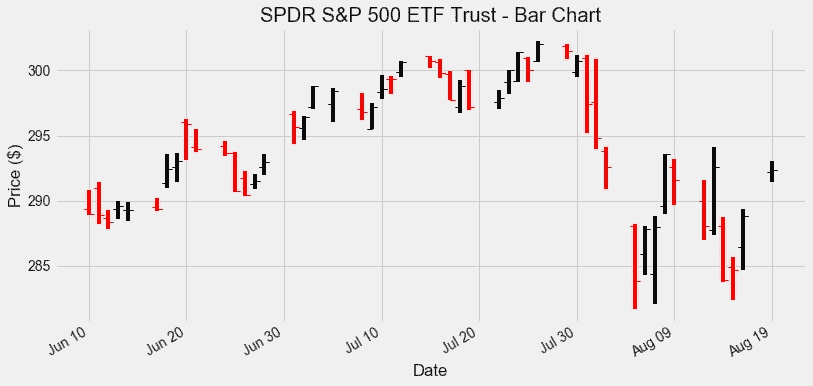 SPDR S&P 500 ETF Trust - Bar Chart
Price ($)
300
295
290
285
Jun 10
Jun 20
Jun 30
Jul 10
Jul 20
Jul 30
Aug 09
Aug 19
Date